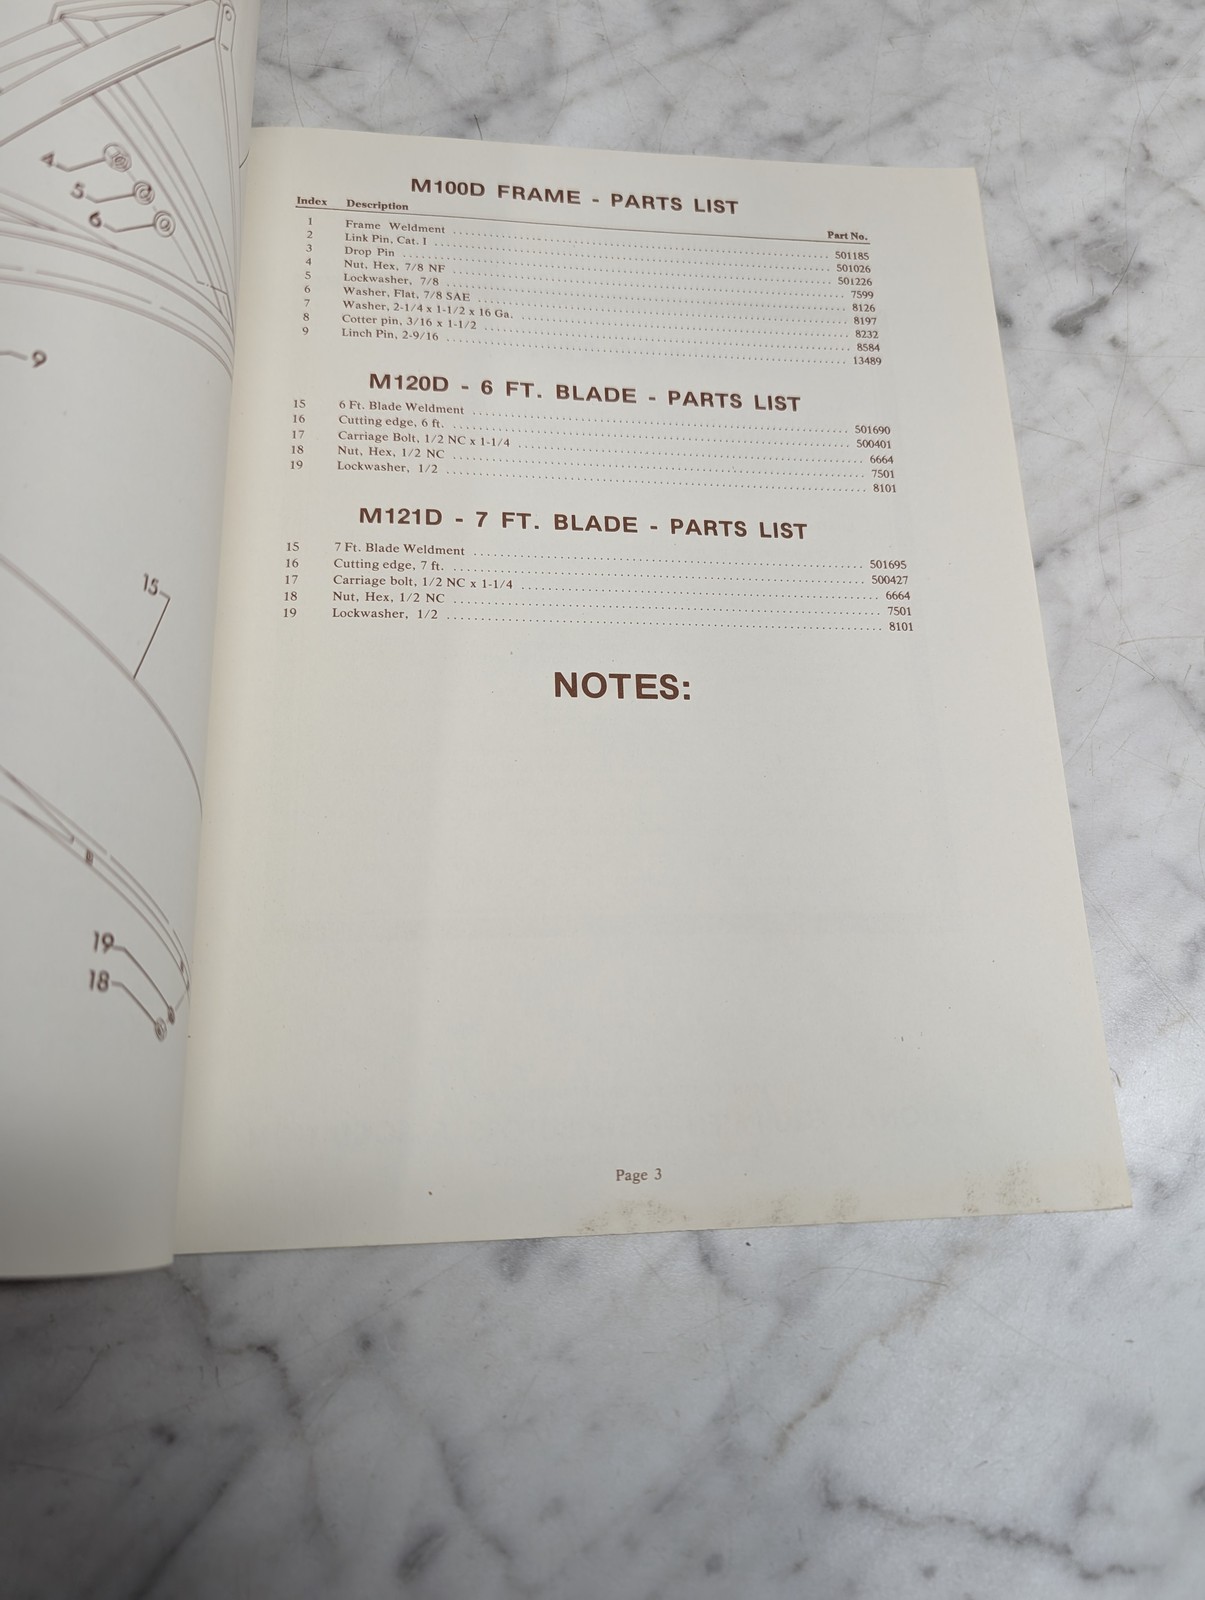 4
5
6
9
15
19
18
M100D FRAME - PARTS LIST
Index Description Part No.
1 Frame Weldment 501185
2 Link Pin, Cat. I 501026
3 Drop Pin 501226
4 Nut, Hex, 7/8 NF 7599
5 Lockwasher, 7/8 8126
6 Washer, Flat, 7/8 SAE 8197
7 Washer, 2-1/4 x 1-1/2 x 16 Ga. 8232
8 Cotter pin, 3/16 x 1-1/2 8584
9 Linch Pin, 2-9/16 13489
M120D - 6 FT. BLADE - PARTS LIST
15 6 Ft. Blade Weldment 501690
16 Cutting edge, 6 ft. 500401
17 Carriage Bolt, 1/2 NC x 1-1/4 6664
18 Nut, Hex, 1/2 NC 7501
19 Lockwasher, 1/2 8101
M121D - 7 FT. BLADE - PARTS LIST
15 7 Ft. Blade Weldment 501695
16 Cutting edge, 7 ft. 500427
17 Carriage bolt, 1/2 NC x 1-1/4 6664
18 Nut, Hex, 1/2 NC 7501
19 Lockwasher, 1/2 8101
NOTES:
Page 3